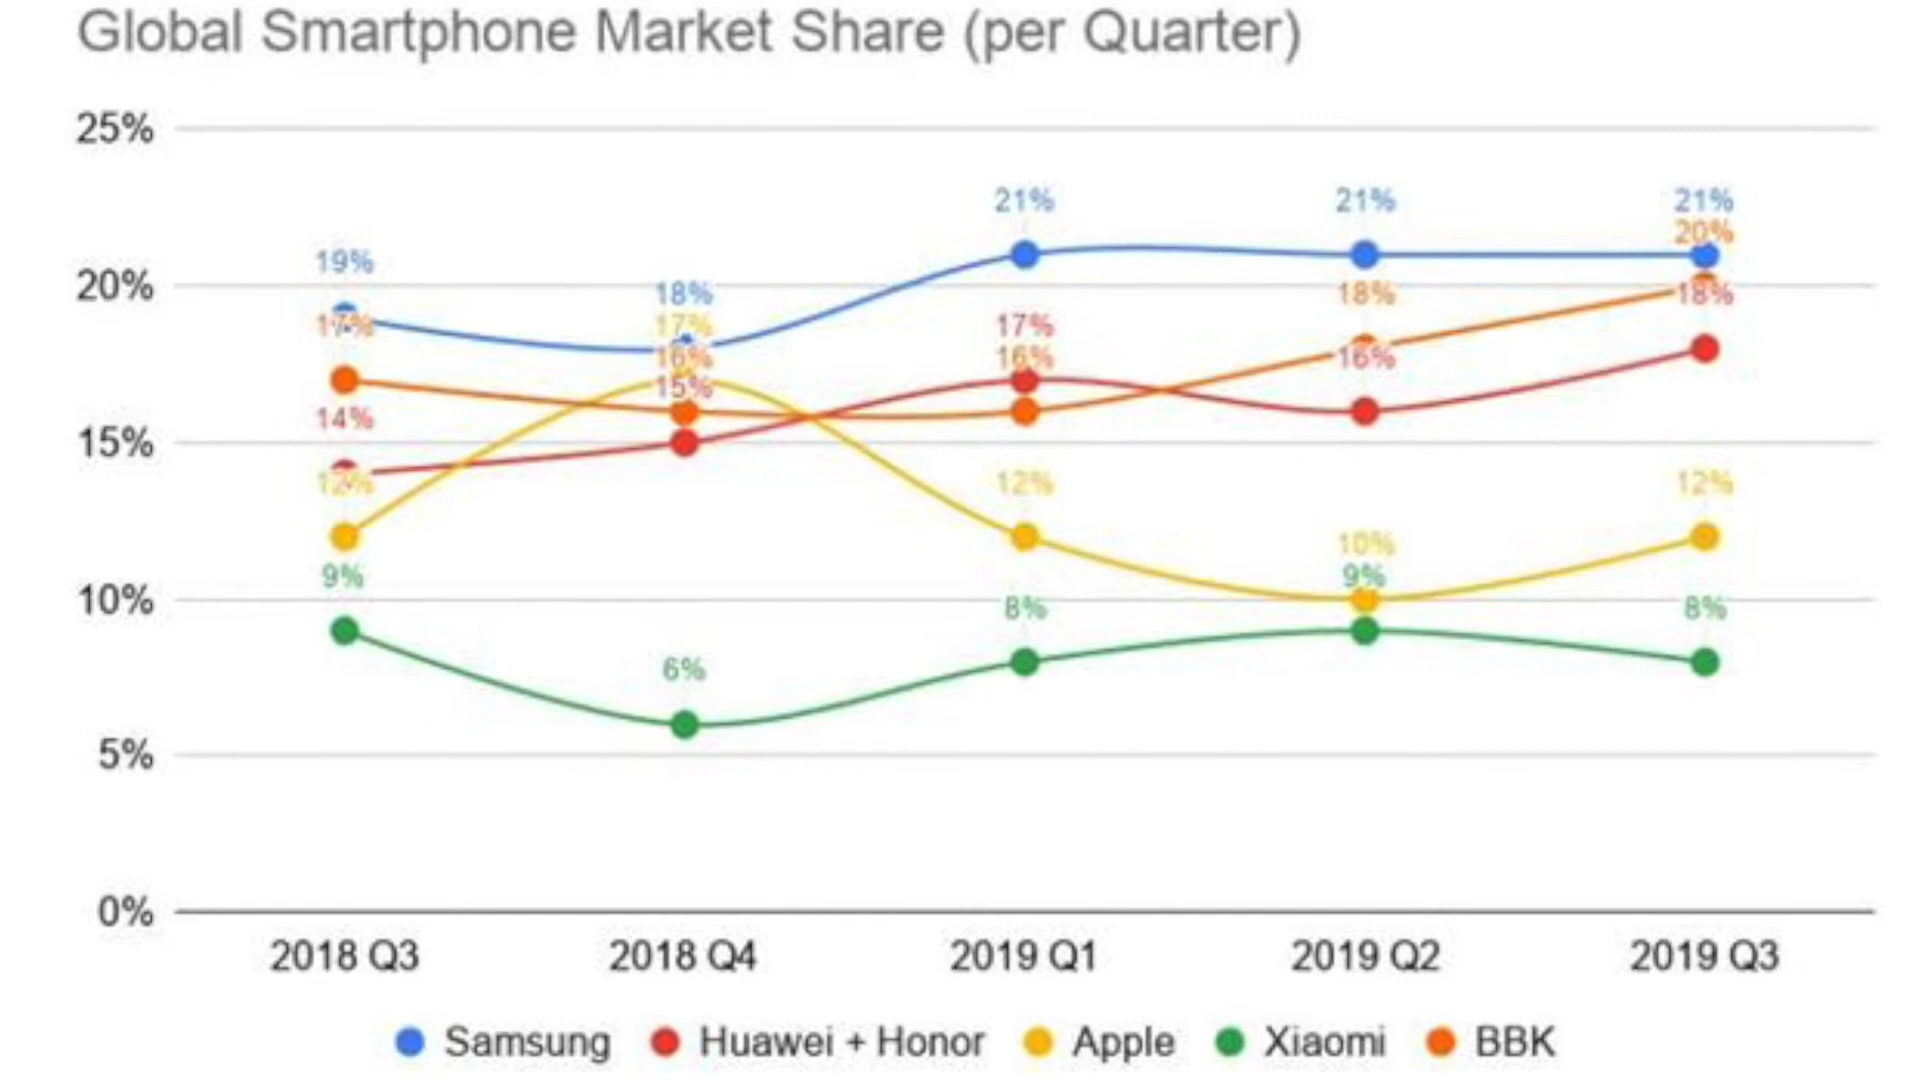 Global Smartphone Market Share (per Quarter)
25%
21% 21% 21%
20%
19%
20%
18% 18% 18%
17% 17% 17%
16% 16% 16%
15%
14%
15%
12% 12% 12%
10%
9% 9%
10%
8% 8%
6%
5%
0%
2018 Q3 2018 Q4 2019 Q1 2019 Q2 2019 Q3
Samsung Huawei + Honor Apple Xiaomi BBK